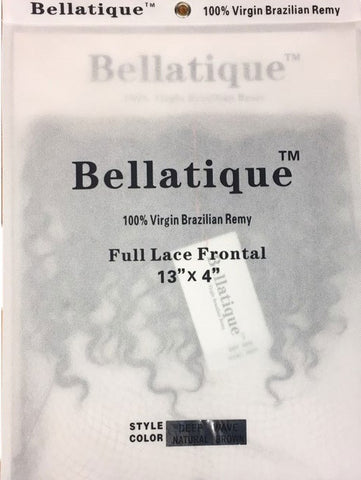 Bellatique™ 100% Virgin Brazilian Remy
Bellatique™
100% Virgin Brazilian Remy
Bellatique™
100% Virgin Brazilian Remy
Full Lace Frontal
13”x 4”
Bellatique™
STYLE DEEP WAVE
COLOR NATURAL BROWN